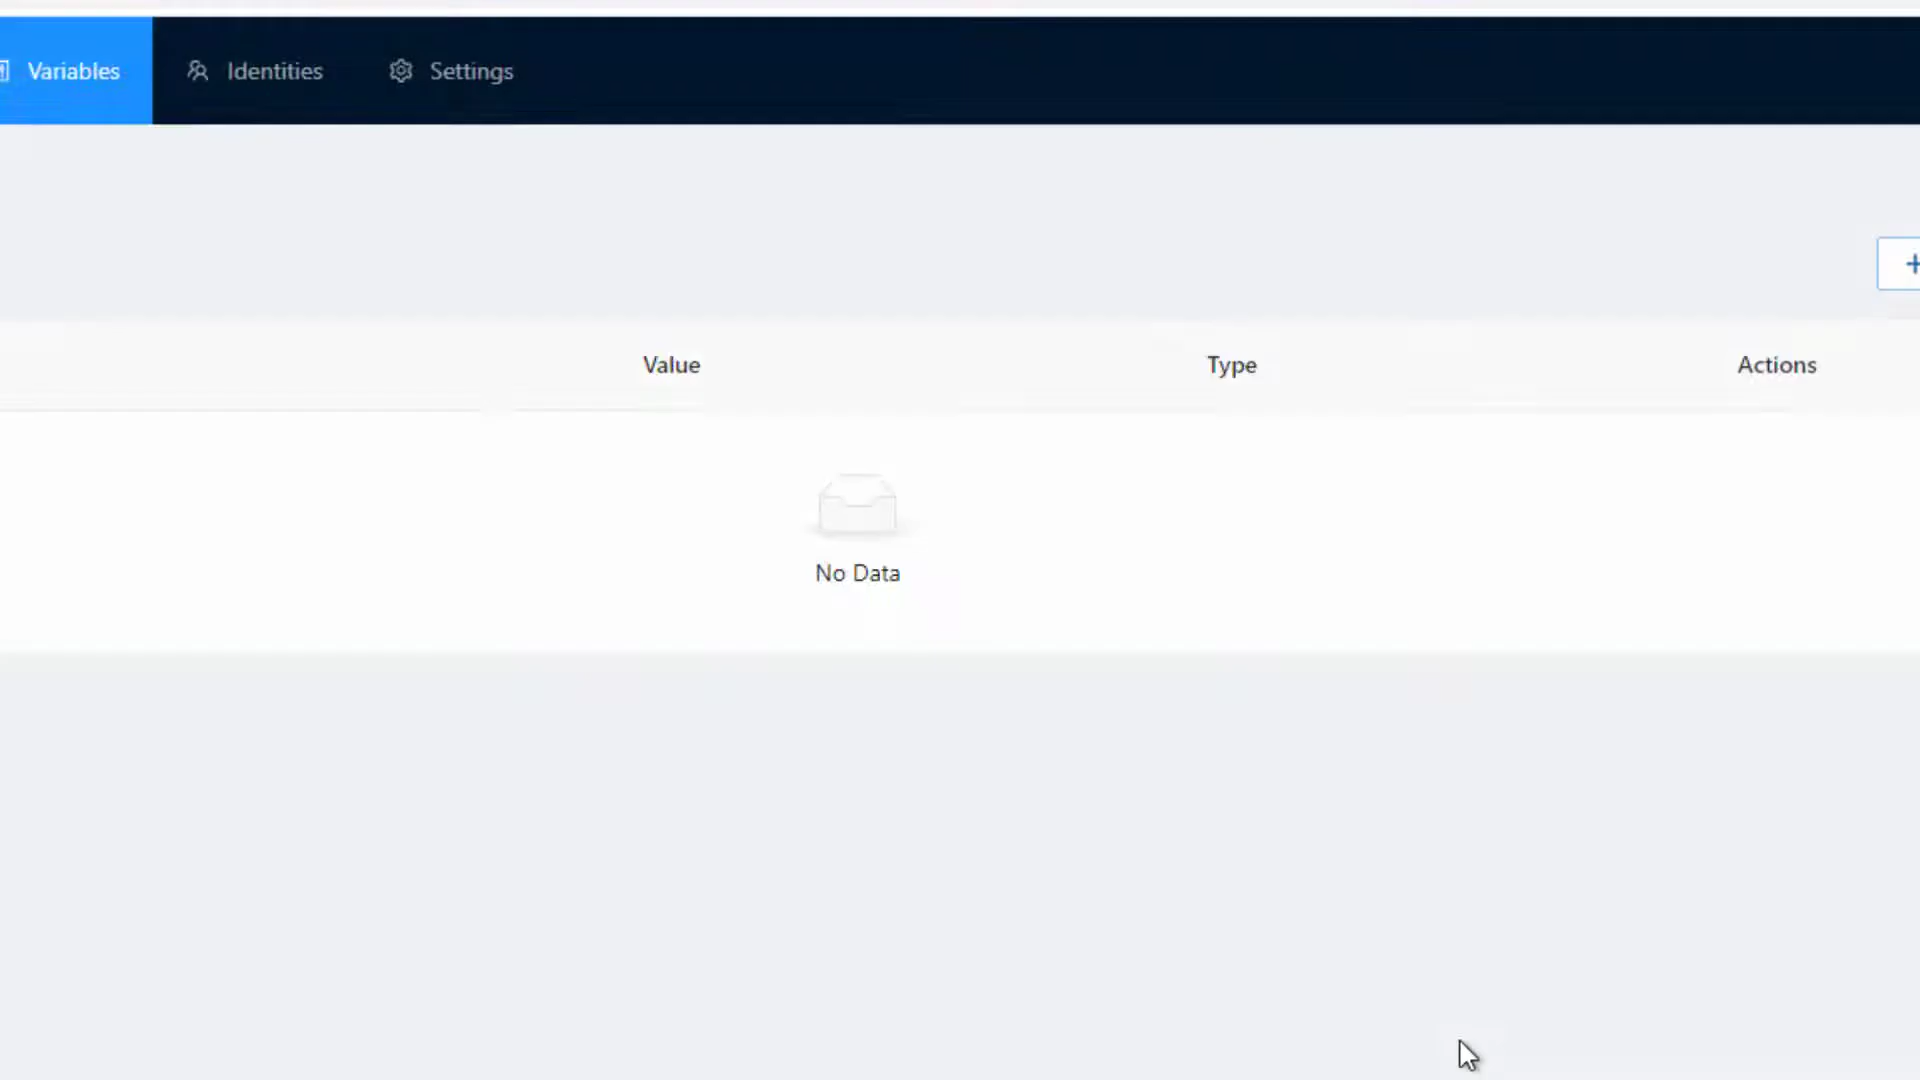 Variables Identities Settings
+
Value Type Actions
No Data